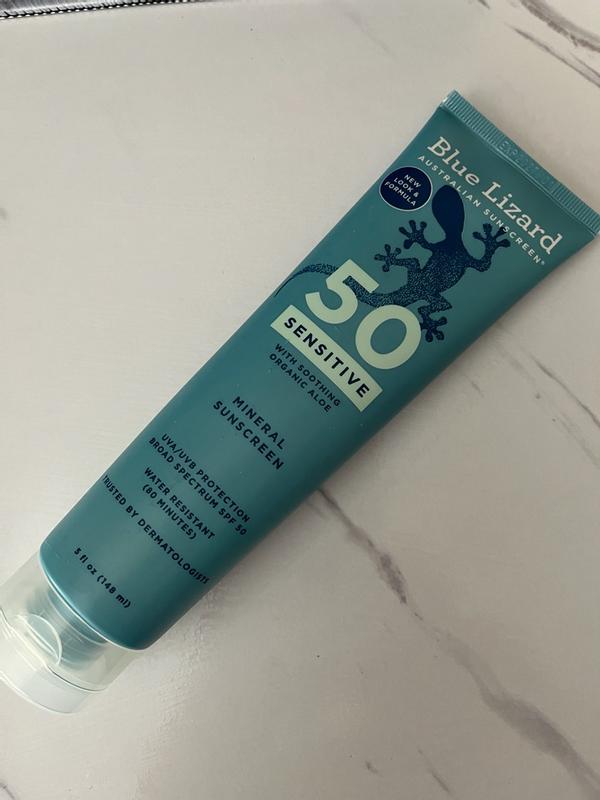 Blue Lizard
AUSTRALIAN SUNSCREEN®
NEW
LOOK &
FORMULA
50
SENSITIVE
WITH SOOTHING
ORGANIC ALOE
MINERAL
SUNSCREEN
UVA/UVB PROTECTION
BROAD SPECTRUM SPF 50
WATER RESISTANT
(80 MINUTES)
TRUSTED BY DERMATOLOGISTS
5 fl oz (148 ml)